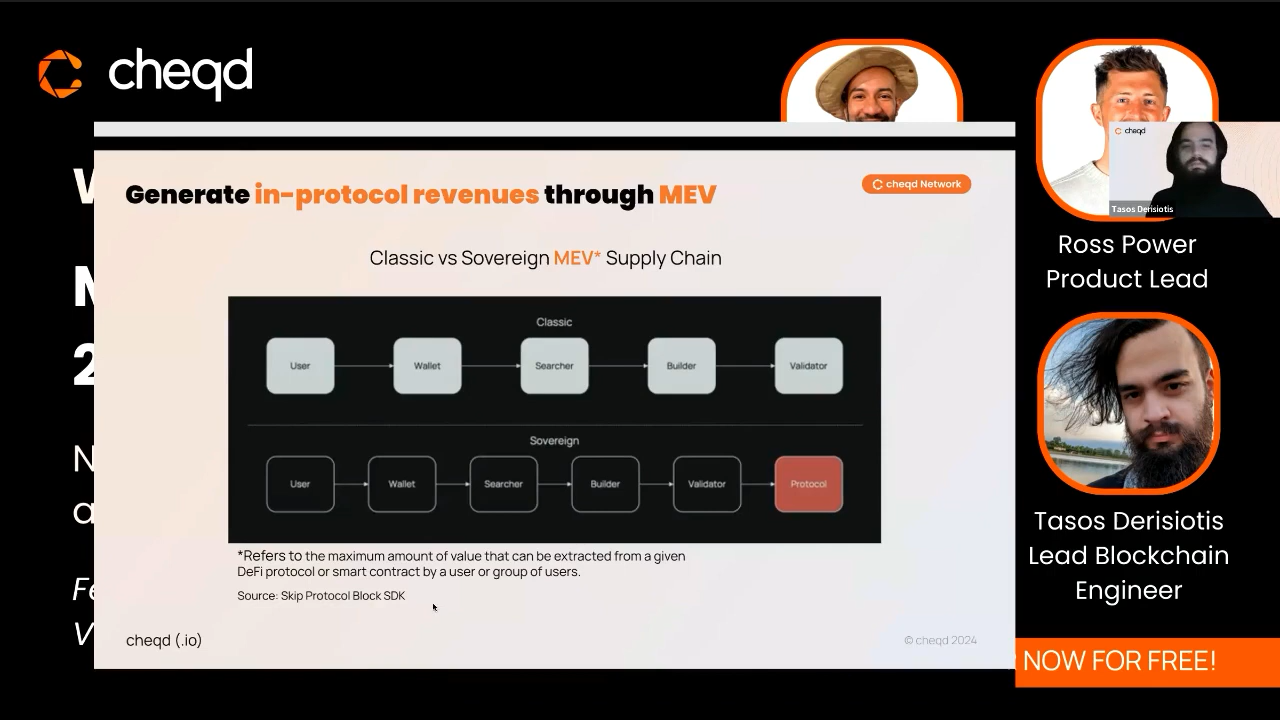 cheqd
cheqd
Tasos Derisiotis
Generate in-protocol revenues through MEV
cheqd Network
Classic vs Sovereign MEV* Supply Chain
Classic
User
Wallet
Searcher
Builder
Validator
Sovereign
User
Wallet
Searcher
Builder
Validator
Protocol
*Refers to the maximum amount of value that can be extracted from a given
DeFi protocol or smart contract by a user or group of users.
Source: Skip Protocol Block SDK
cheqd (.io)
© cheqd 2024
Ross Power
Product Lead
Tasos Derisiotis
Lead Blockchain
Engineer
NOW FOR FREE!